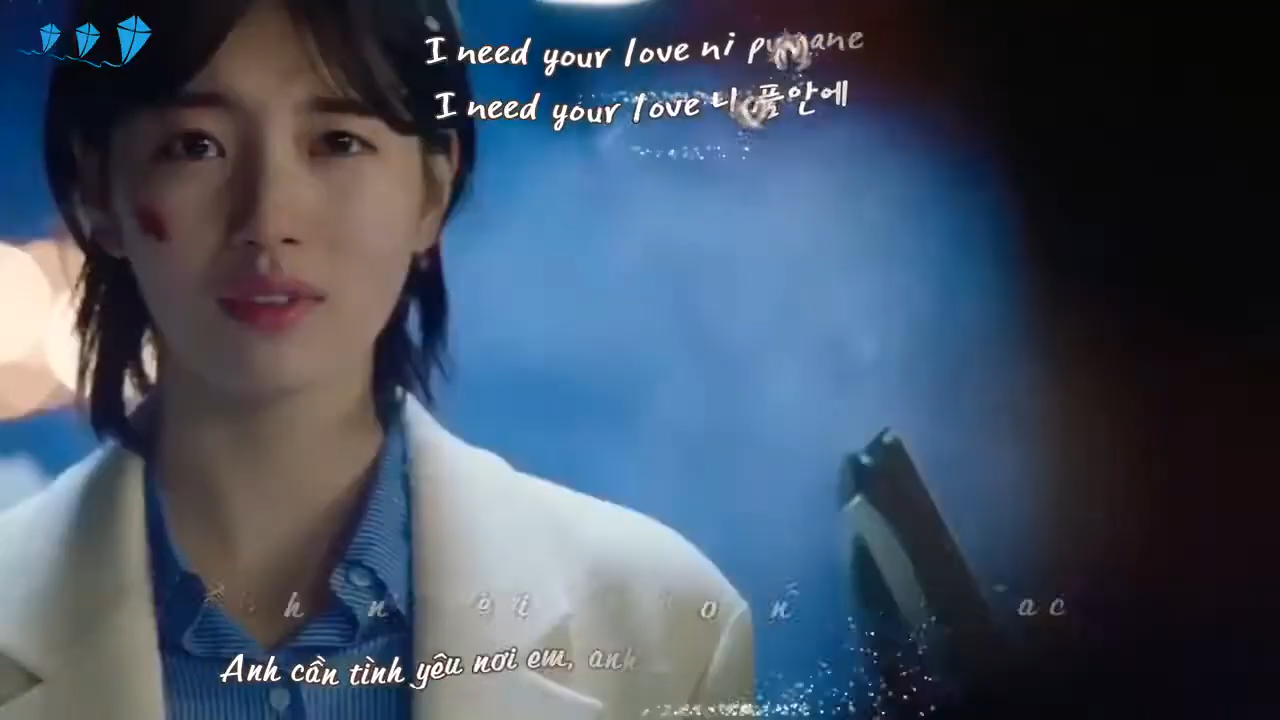 I need your love ni pumane
I need your love 니 품안에
Anh cần tình yêu nơi em, anh